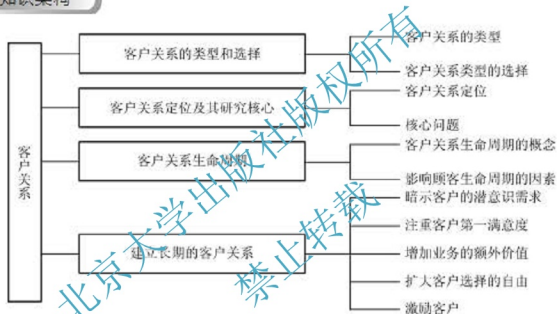 知识架构
客户关系
客户关系的类型和选择
客户关系的类型
客户关系类型的选择
客户关系定位及其研究核心
客户关系定位
核心问题
客户关系生命周期
客户关系生命周期的概念
影响顾客生命周期的因素
建立长期的客户关系
暗示客户的潜意识需求
注重客户第一满意度
增加业务的额外价值
扩大客户选择的自由
激励客户
北京大学出版社版权所有
禁止转载